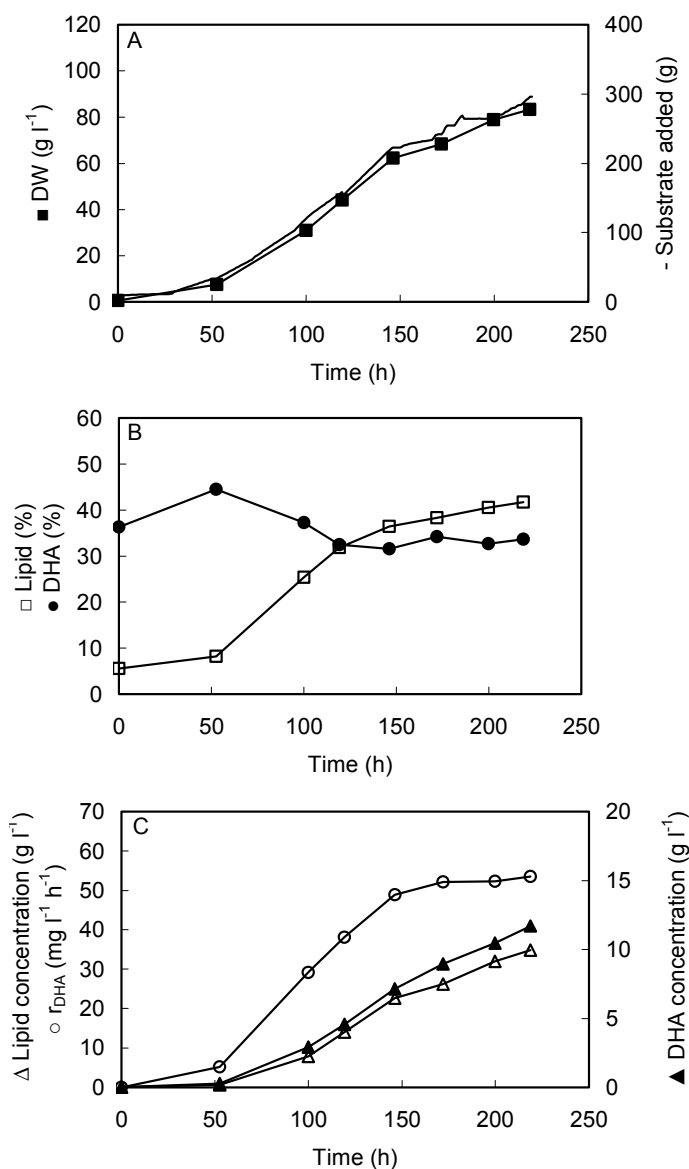 A
120
100
80
60
40
20
0
400
300
200
100
0
0 50 100 150 200 250
Time (h)
■ DW (g l⁻¹)
- Substrate added (g)
B
60
50
40
30
20
10
0
0 50 100 150 200 250
Time (h)
□ Lipid (%)
● DHA (%)
C
70
60
50
40
30
20
10
0
20
15
10
5
0
0 50 100 150 200 250
Time (h)
△ Lipid concentration (g l⁻¹)
○ r_DHA (mg l⁻¹ h⁻¹)
▲ DHA concentration (g l⁻¹)